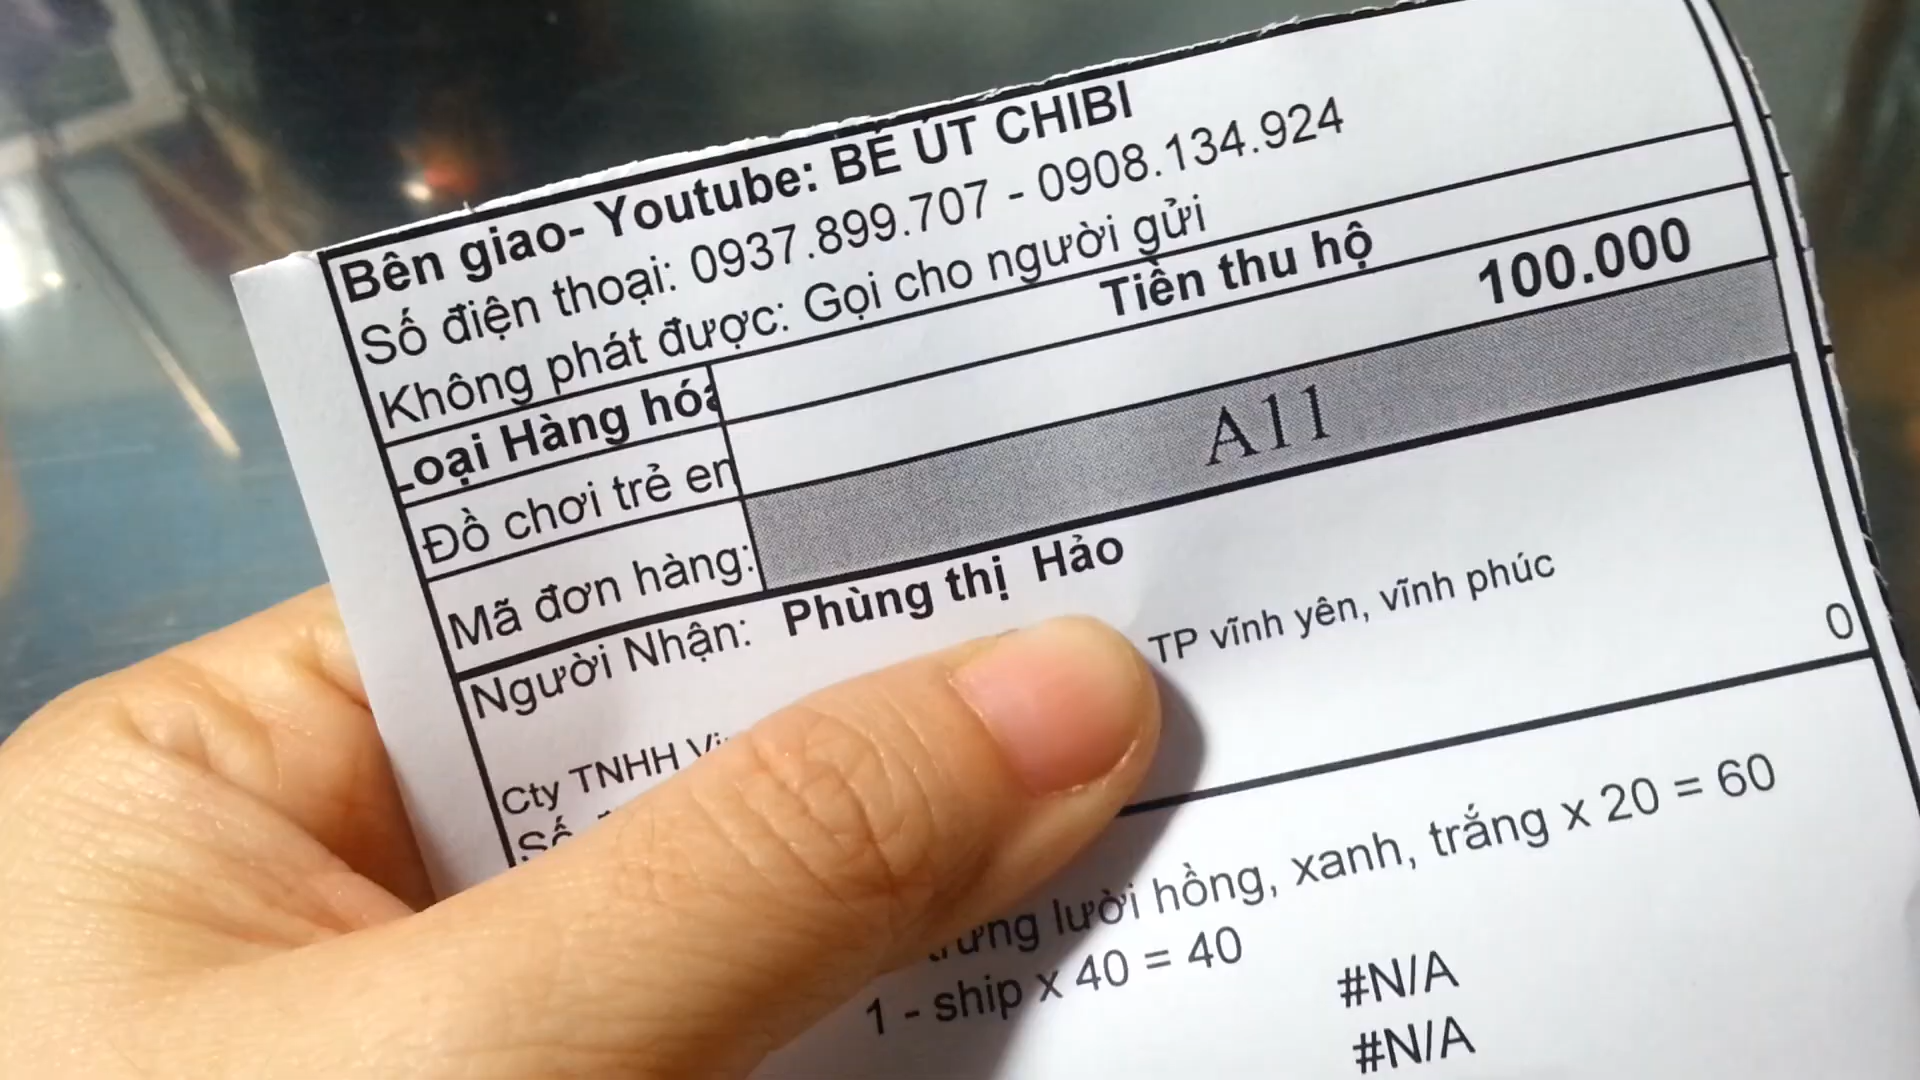 Bên giao- Youtube: BÉ ÚT CHIBI
Số điện thoại: 0937.899.707 - 0908.134.924
Không phát được: Gọi cho người gửi
Loại Hàng hóa Tiền thu hộ
Đồ chơi trẻ em 100.000
Mã đơn hàng: A11
Người Nhận: Phùng thị Hảo
Cty TNHH TP vĩnh yên, vĩnh phúc
0
trứng lười hồng, xanh, trắng x 20 = 60
1 - ship x 40 = 40
#N/A
#N/A